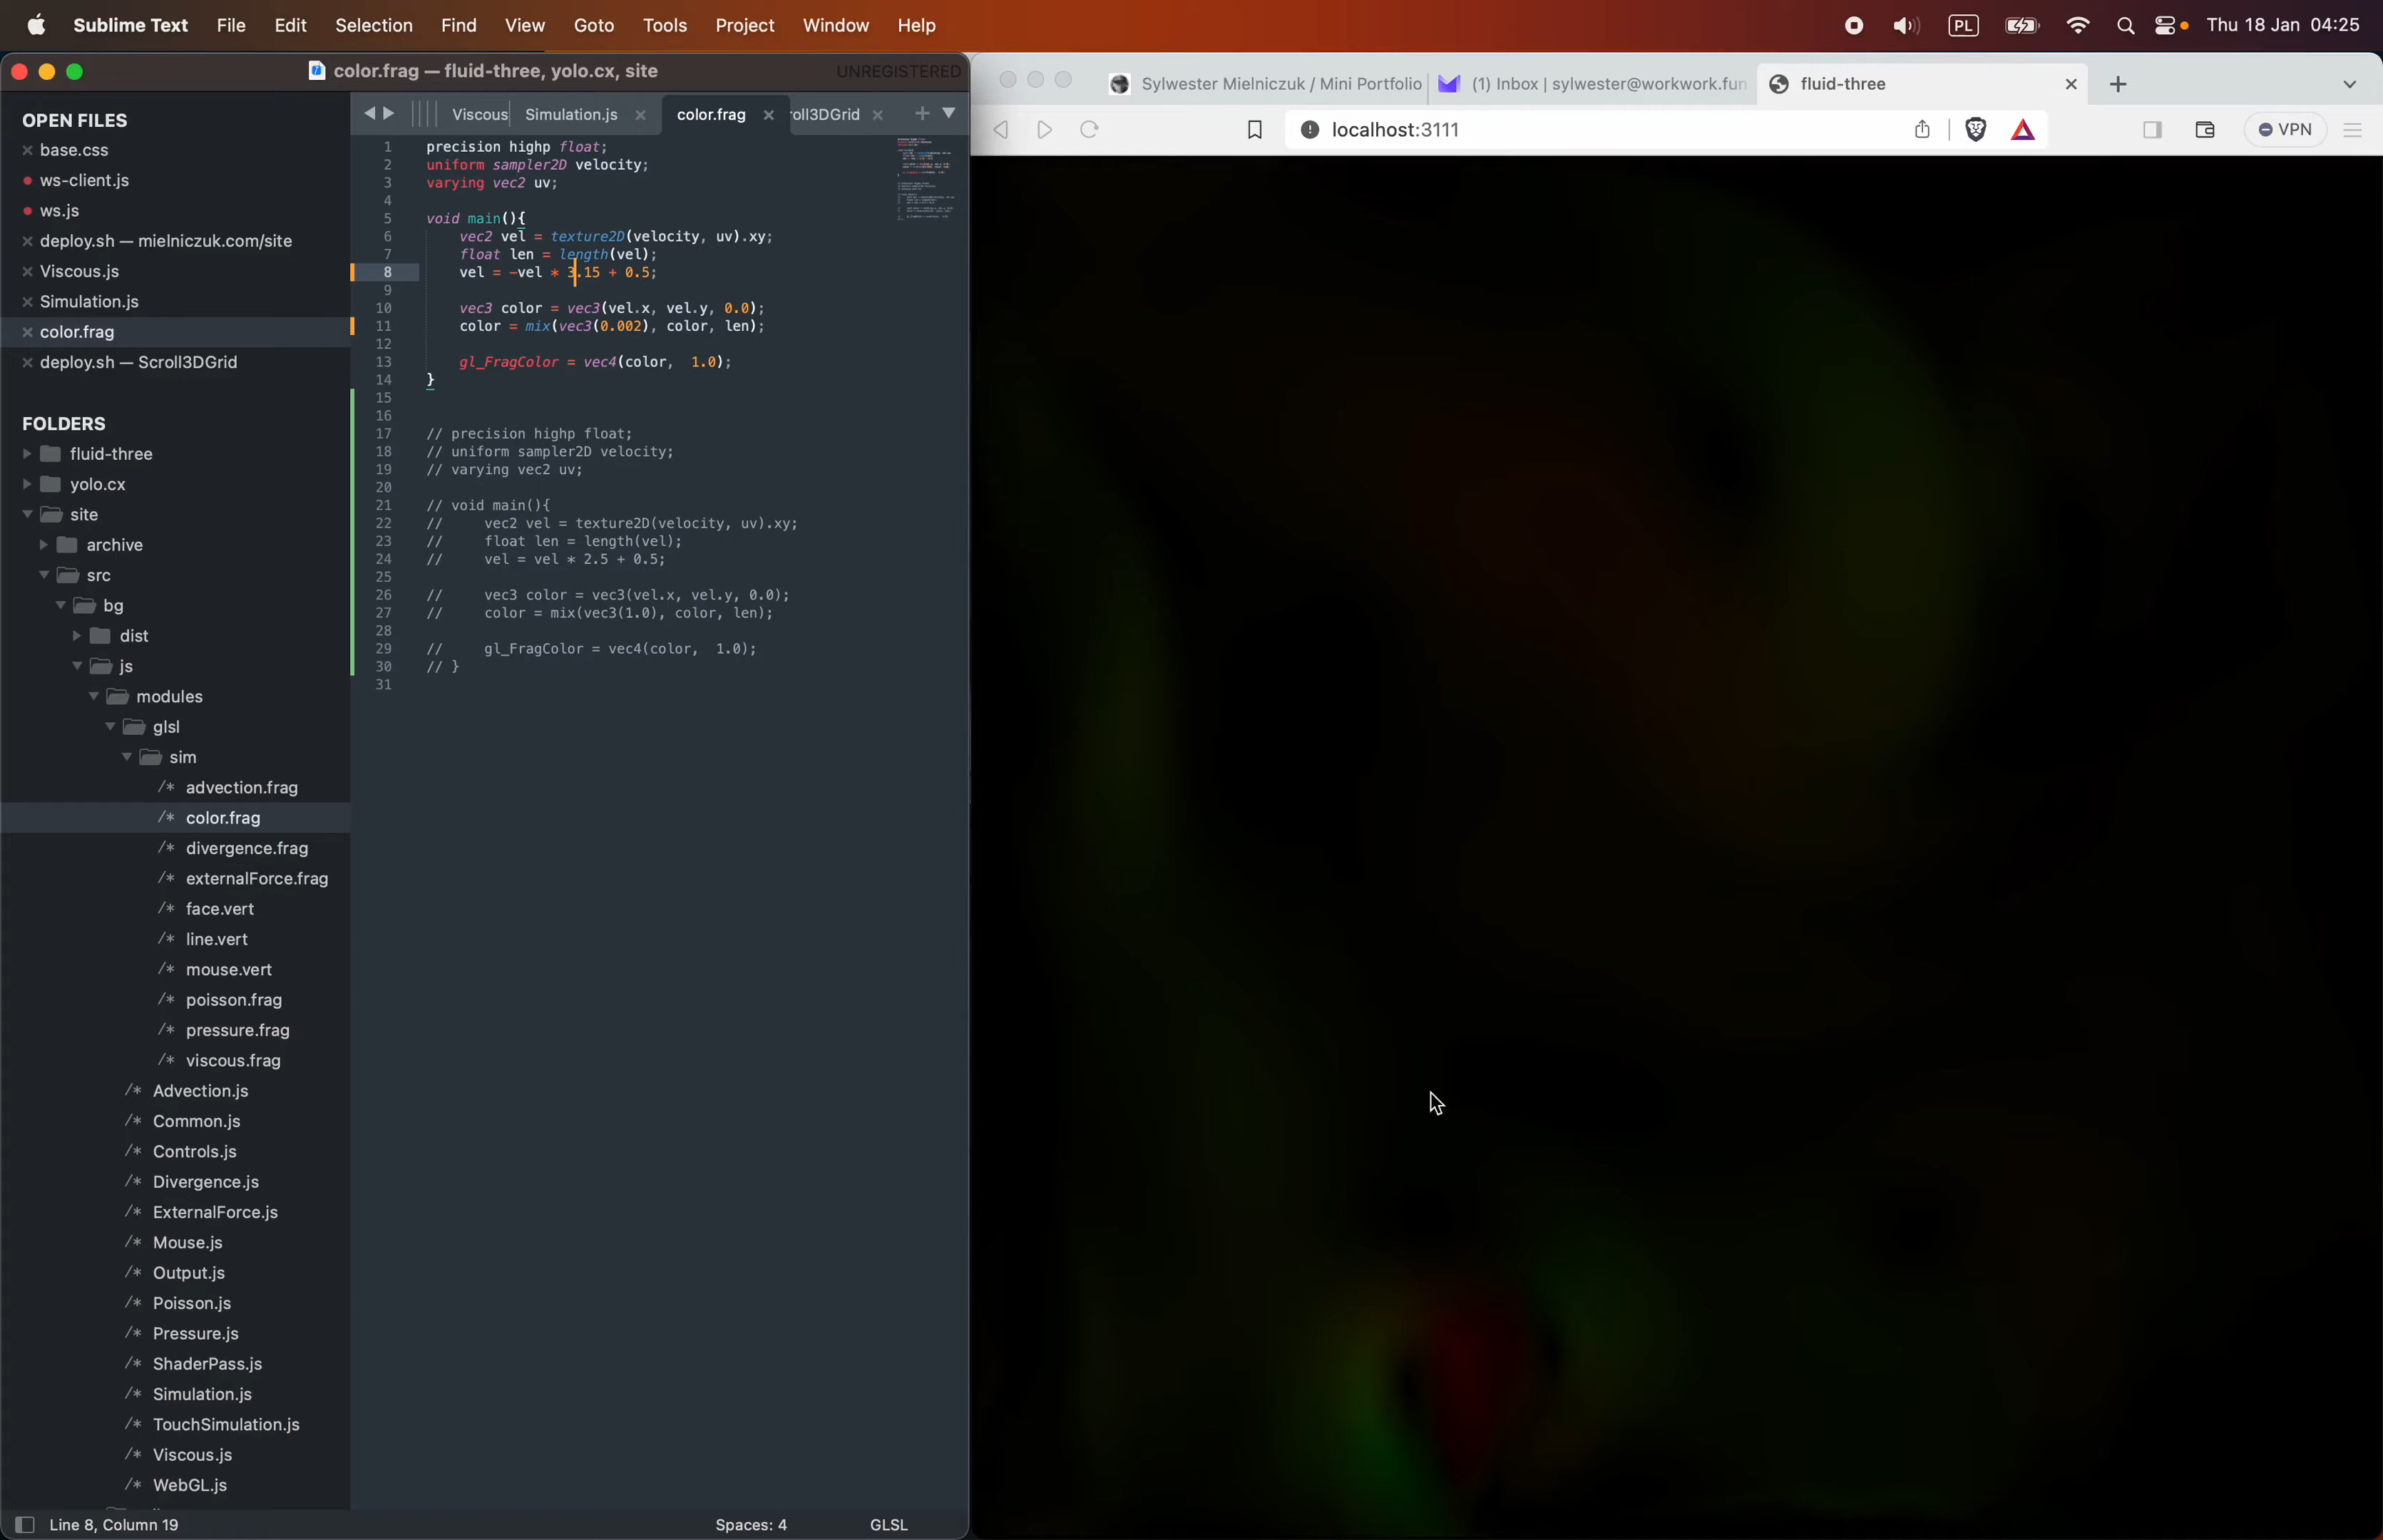 Sublime Text File Edit Selection Find View Goto Tools Project Window Help PL Thu 18 Jan 04:25
color.frag — fluid-three, yolo.cx, site UNREGISTERED
OPEN FILES
base.css
ws-client.js
ws.js
deploy.sh — mielniczuk.com/site
Viscous.js
Simulation.js
color.frag
deploy.sh — Scroll3DGrid
FOLDERS
fluid-three
yolo.cx
site
archive
src
bg
dist
js
modules
glsl
sim
/* advection.frag
/* color.frag
/* divergence.frag
/* externalForce.frag
/* face.vert
/* line.vert
/* mouse.vert
/* poisson.frag
/* pressure.frag
/* viscous.frag
/* Advection.js
/* Common.js
/* Controls.js
/* Divergence.js
/* ExternalForce.js
/* Mouse.js
/* Output.js
/* Poisson.js
/* Pressure.js
/* ShaderPass.js
/* Simulation.js
/* TouchSimulation.js
/* Viscous.js
/* WebGL.js
Viscous Simulation.js color.frag roll3DGrid
1 precision highp float;
2 uniform sampler2D velocity;
3 varying vec2 uv;
4
5 void main(){
6 vec2 vel = texture2D(velocity, uv).xy;
7 float len = length(vel);
8 vel = -vel * 3.15 + 0.5;
9
10 vec3 color = vec3(vel.x, vel.y, 0.0);
11 color = mix(vec3(0.002), color, len);
12
13 gl_FragColor = vec4(color,  1.0);
14 }
15
16
17 // precision highp float;
18 // uniform sampler2D velocity;
19 // varying vec2 uv;
20
21 // void main(){
22 //     vec2 vel = texture2D(velocity, uv).xy;
23 //     float len = length(vel);
24 //     vel = vel * 2.5 + 0.5;
25
26 //     vec3 color = vec3(vel.x, vel.y, 0.0);
27 //     color = mix(vec3(1.0), color, len);
28
29 //     gl_FragColor = vec4(color,  1.0);
30 // }
31
Line 8, Column 19 Spaces: 4 GLSL
Sylwester Mielniczuk / Mini Portfolio (1) Inbox | sylwester@workwork.fun fluid-three
localhost:3111 VPN